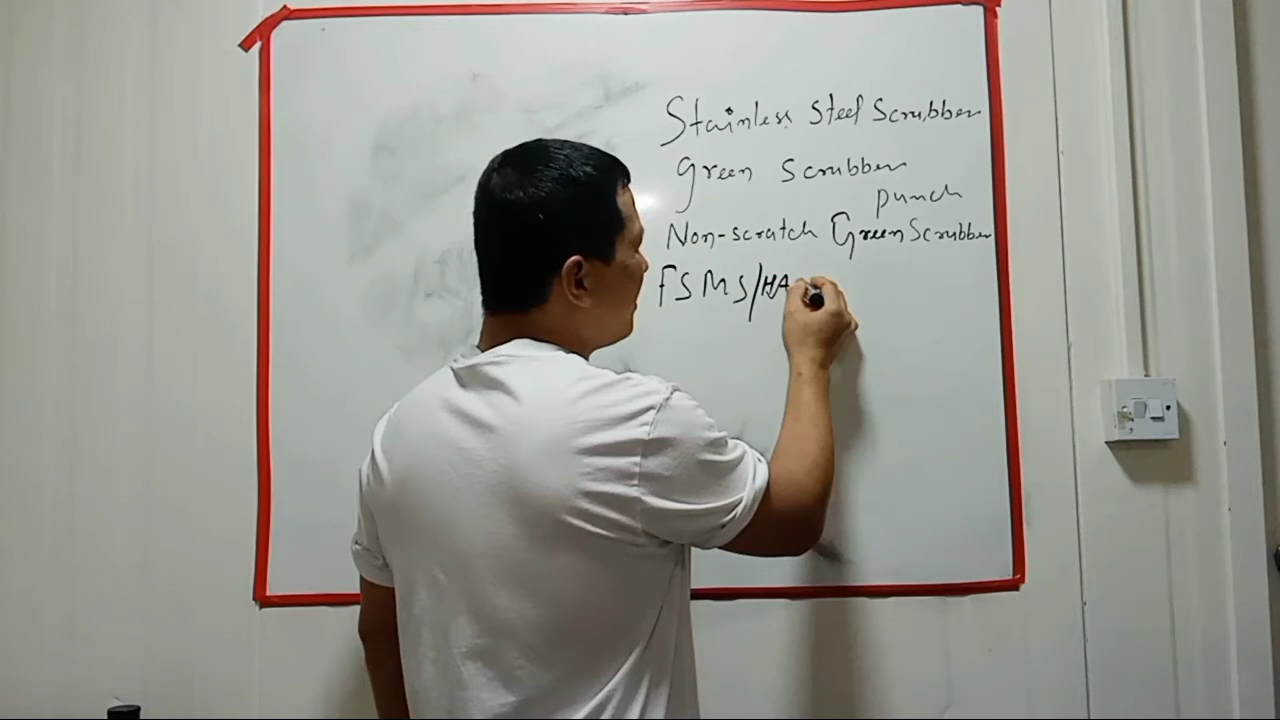 Stainless Steel Scrubber
Green Scrubber
punch
Non-scratch Green Scrubber
FSMS/HA